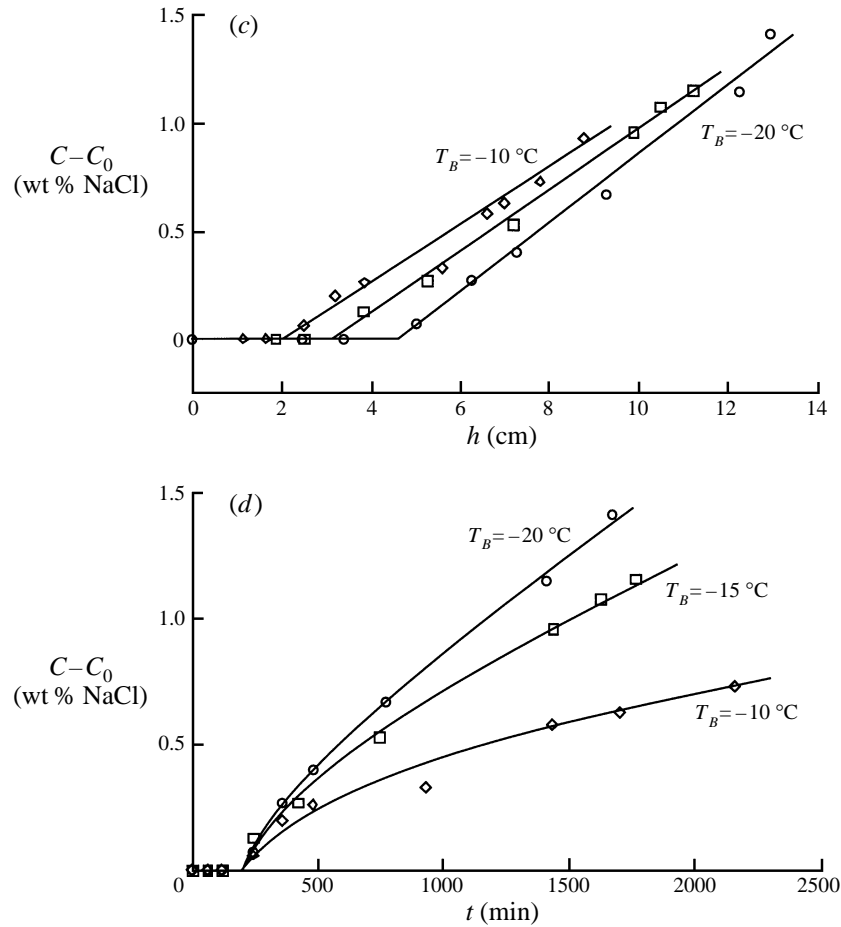 (c)
1.5
1.0
0.5
0
C–C0
(wt % NaCl)
TB=–10 °C
TB=–20 °C
0 2 4 6 8 10 12 14
h (cm)
(d)
1.5
1.0
0.5
C–C0
(wt % NaCl)
TB=–20 °C
TB=–15 °C
TB=–10 °C
0 500 1000 1500 2000 2500
t (min)